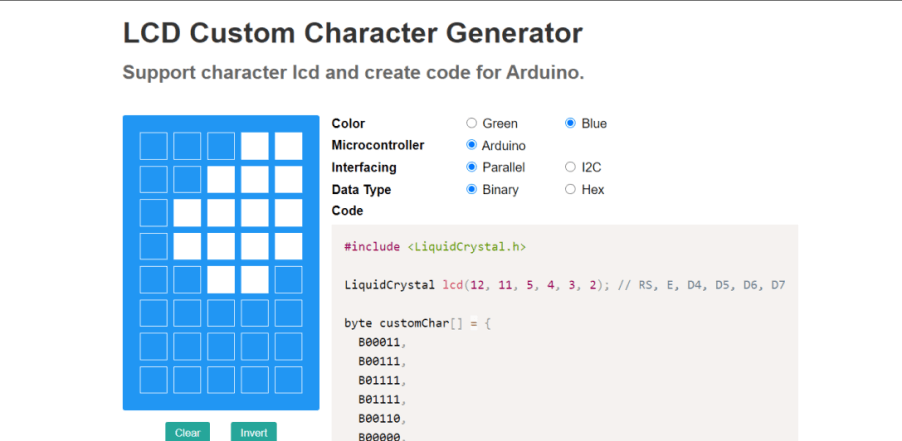 LCD Custom Character Generator
Support character lcd and create code for Arduino.
Color Green Blue
Microcontroller Arduino
Interfacing Parallel I2C
Data Type Binary Hex
Code
#include <LiquidCrystal.h>
LiquidCrystal lcd(12, 11, 5, 4, 3, 2); // RS, E, D4, D5, D6, D7
byte customChar[] = {
B00011,
B00111,
B01111,
B01111,
B00110,
B00000,
Clear Invert